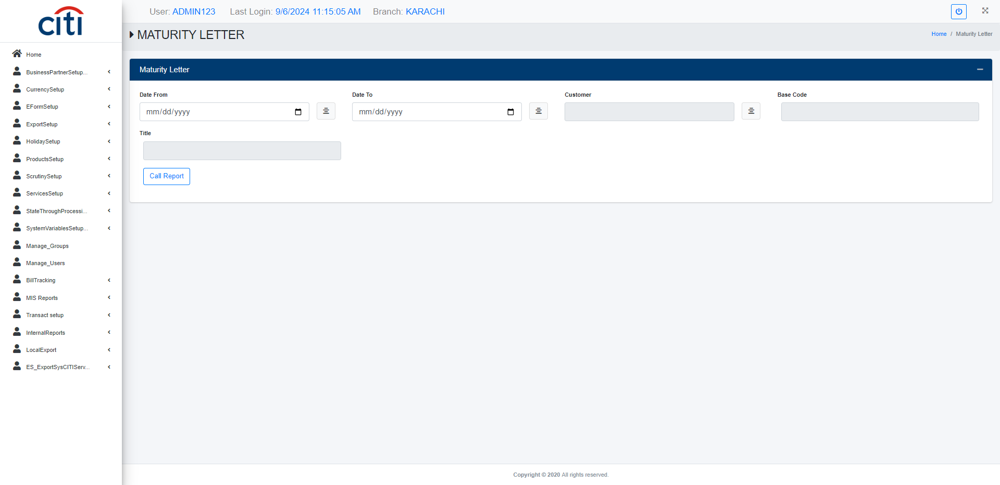 citi
User: ADMIN123 Last Login: 9/6/2024 11:15:05 AM Branch: KARACHI
MATURITY LETTER
Home / Maturity Letter
Home
BusinessPartnerSetup...
CurrencySetup
EFormSetup
ExportSetup
HolidaySetup
ProductsSetup
ScrutinySetup
ServicesSetup
StateThroughProcessi...
SystemVariablesSetup...
Manage_Groups
Manage_Users
BillTracking
MIS Reports
Transact setup
InternalReports
LocalExport
ES_ExportSysCITIServ...
Maturity Letter
Date From Date To Customer Base Code
mm/dd/yyyy mm/dd/yyyy
Title
Call Report
Copyright © 2020 All rights reserved.